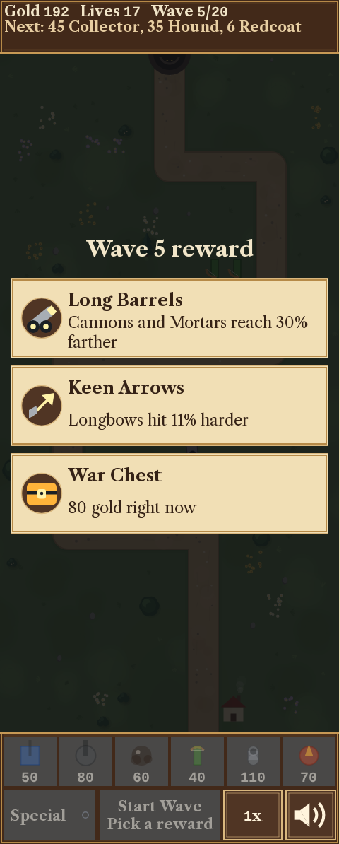 Gold 192 Lives 17 Wave 5/20
Next: 45 Collector, 35 Hound, 6 Redcoat
Wave 5 reward
Long Barrels
Cannons and Mortars reach 30%
farther
Keen Arrows
Longbows hit 11% harder
War Chest
80 gold right now
50 80 60 40 110 70
Special
Start Wave
Pick a reward
1x